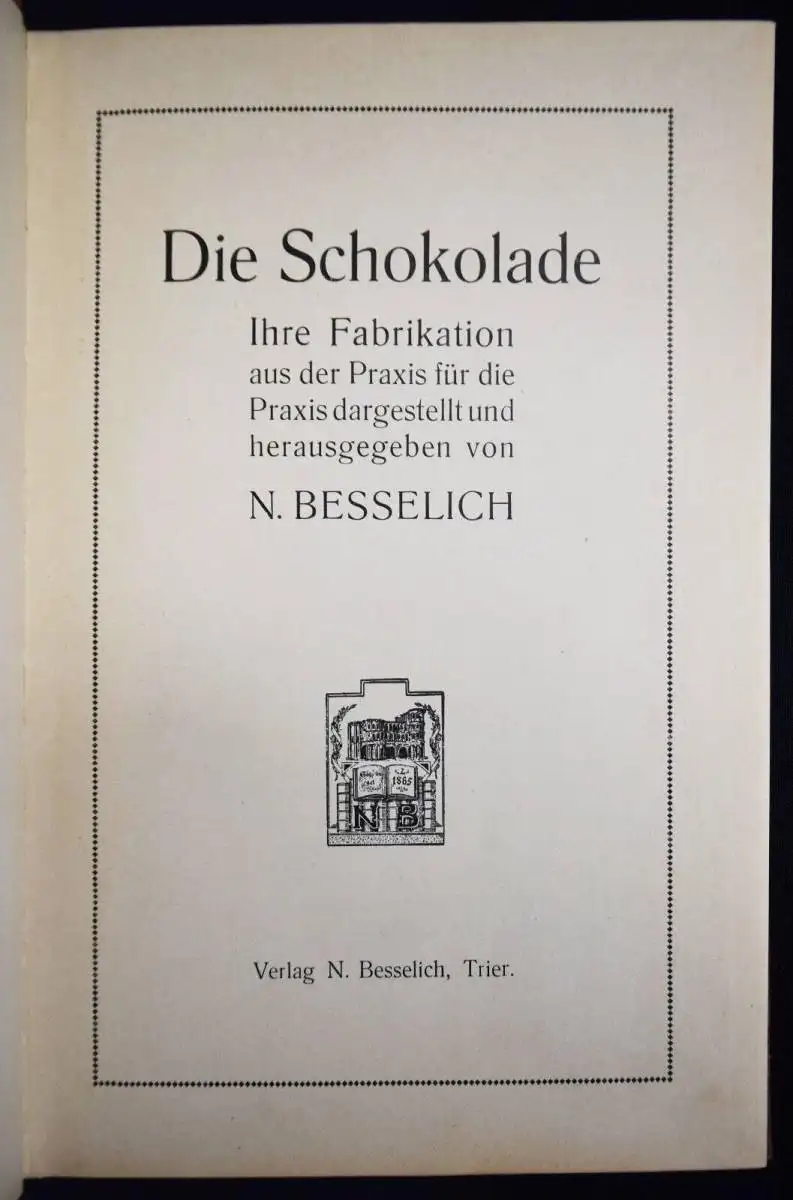 Die Schokolade
Ihre Fabrikation
aus der Praxis für die
Praxis dargestellt und
herausgegeben von
N. BESSELICH
1865
N B
Verlag N. Besselich, Trier.